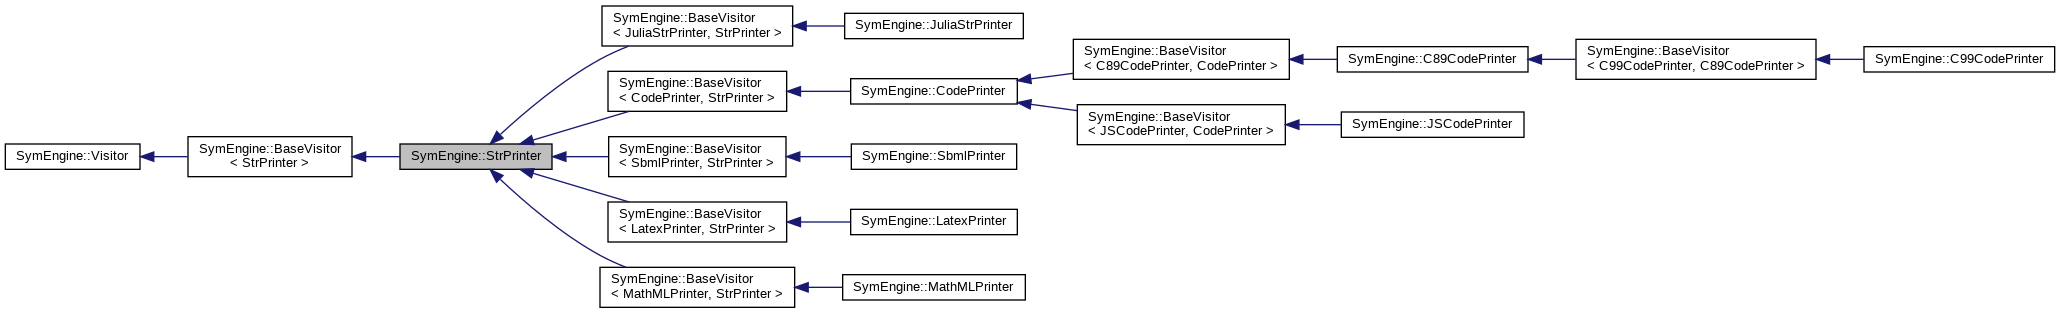 SymEngine::Visitor
SymEngine::BaseVisitor
< StrPrinter >
SymEngine::StrPrinter
SymEngine::BaseVisitor
< JuliaStrPrinter, StrPrinter >
SymEngine::JuliaStrPrinter
SymEngine::BaseVisitor
< CodePrinter, StrPrinter >
SymEngine::CodePrinter
SymEngine::BaseVisitor
< C89CodePrinter, CodePrinter >
SymEngine::C89CodePrinter
SymEngine::BaseVisitor
< C99CodePrinter, C89CodePrinter >
SymEngine::C99CodePrinter
SymEngine::BaseVisitor
< JSCodePrinter, CodePrinter >
SymEngine::JSCodePrinter
SymEngine::BaseVisitor
< SbmlPrinter, StrPrinter >
SymEngine::SbmlPrinter
SymEngine::BaseVisitor
< LatexPrinter, StrPrinter >
SymEngine::LatexPrinter
SymEngine::BaseVisitor
< MathMLPrinter, StrPrinter >
SymEngine::MathMLPrinter